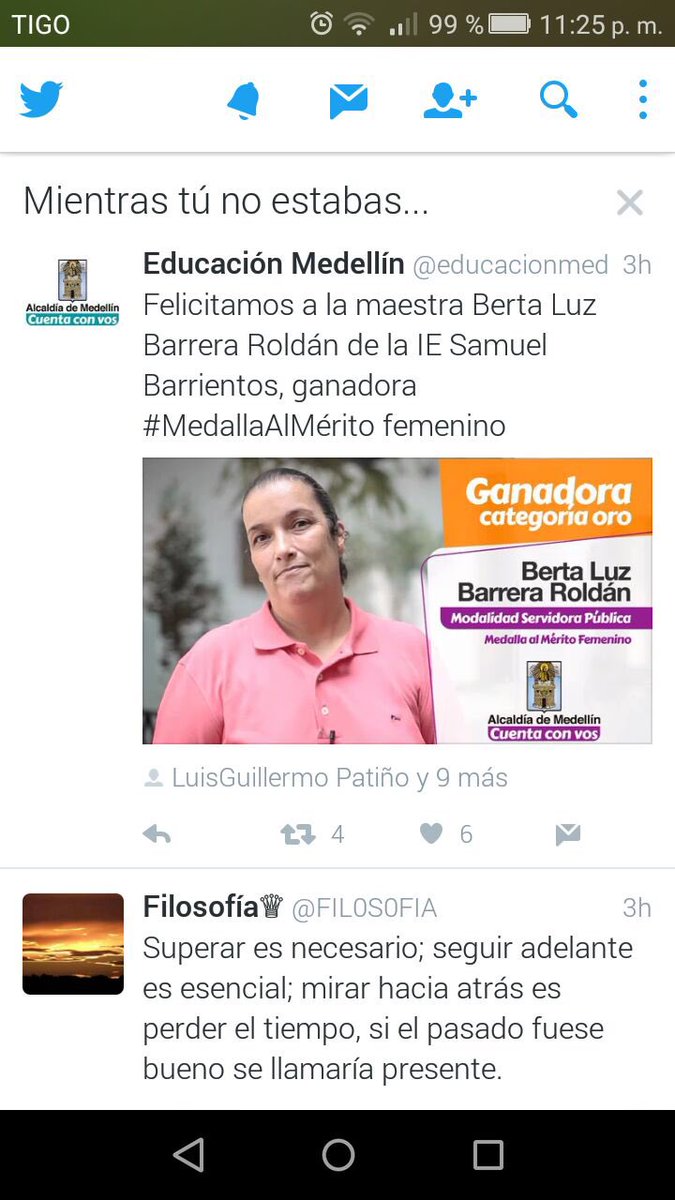 TIGO 99 % 11:25 p. m.
Mientras tú no estabas...
Educación Medellín @educacionmed 3h
Alcaldía de Medellín
Cuenta con vos
Felicitamos a la maestra Berta Luz
Barrera Roldán de la IE Samuel
Barrientos, ganadora
#MedallaAlMérito femenino
Ganadora
categoría oro
Berta Luz
Barrera Roldán
Modalidad Servidora Pública
Medalla al Mérito Femenino
Alcaldía de Medellín
Cuenta con vos
LuisGuillermo Patiño y 9 más
4 6
Filosofía♛ @FIL0S0FIA 3h
Superar es necesario; seguir adelante
es esencial; mirar hacia atrás es
perder el tiempo, si el pasado fuese
bueno se llamaría presente.